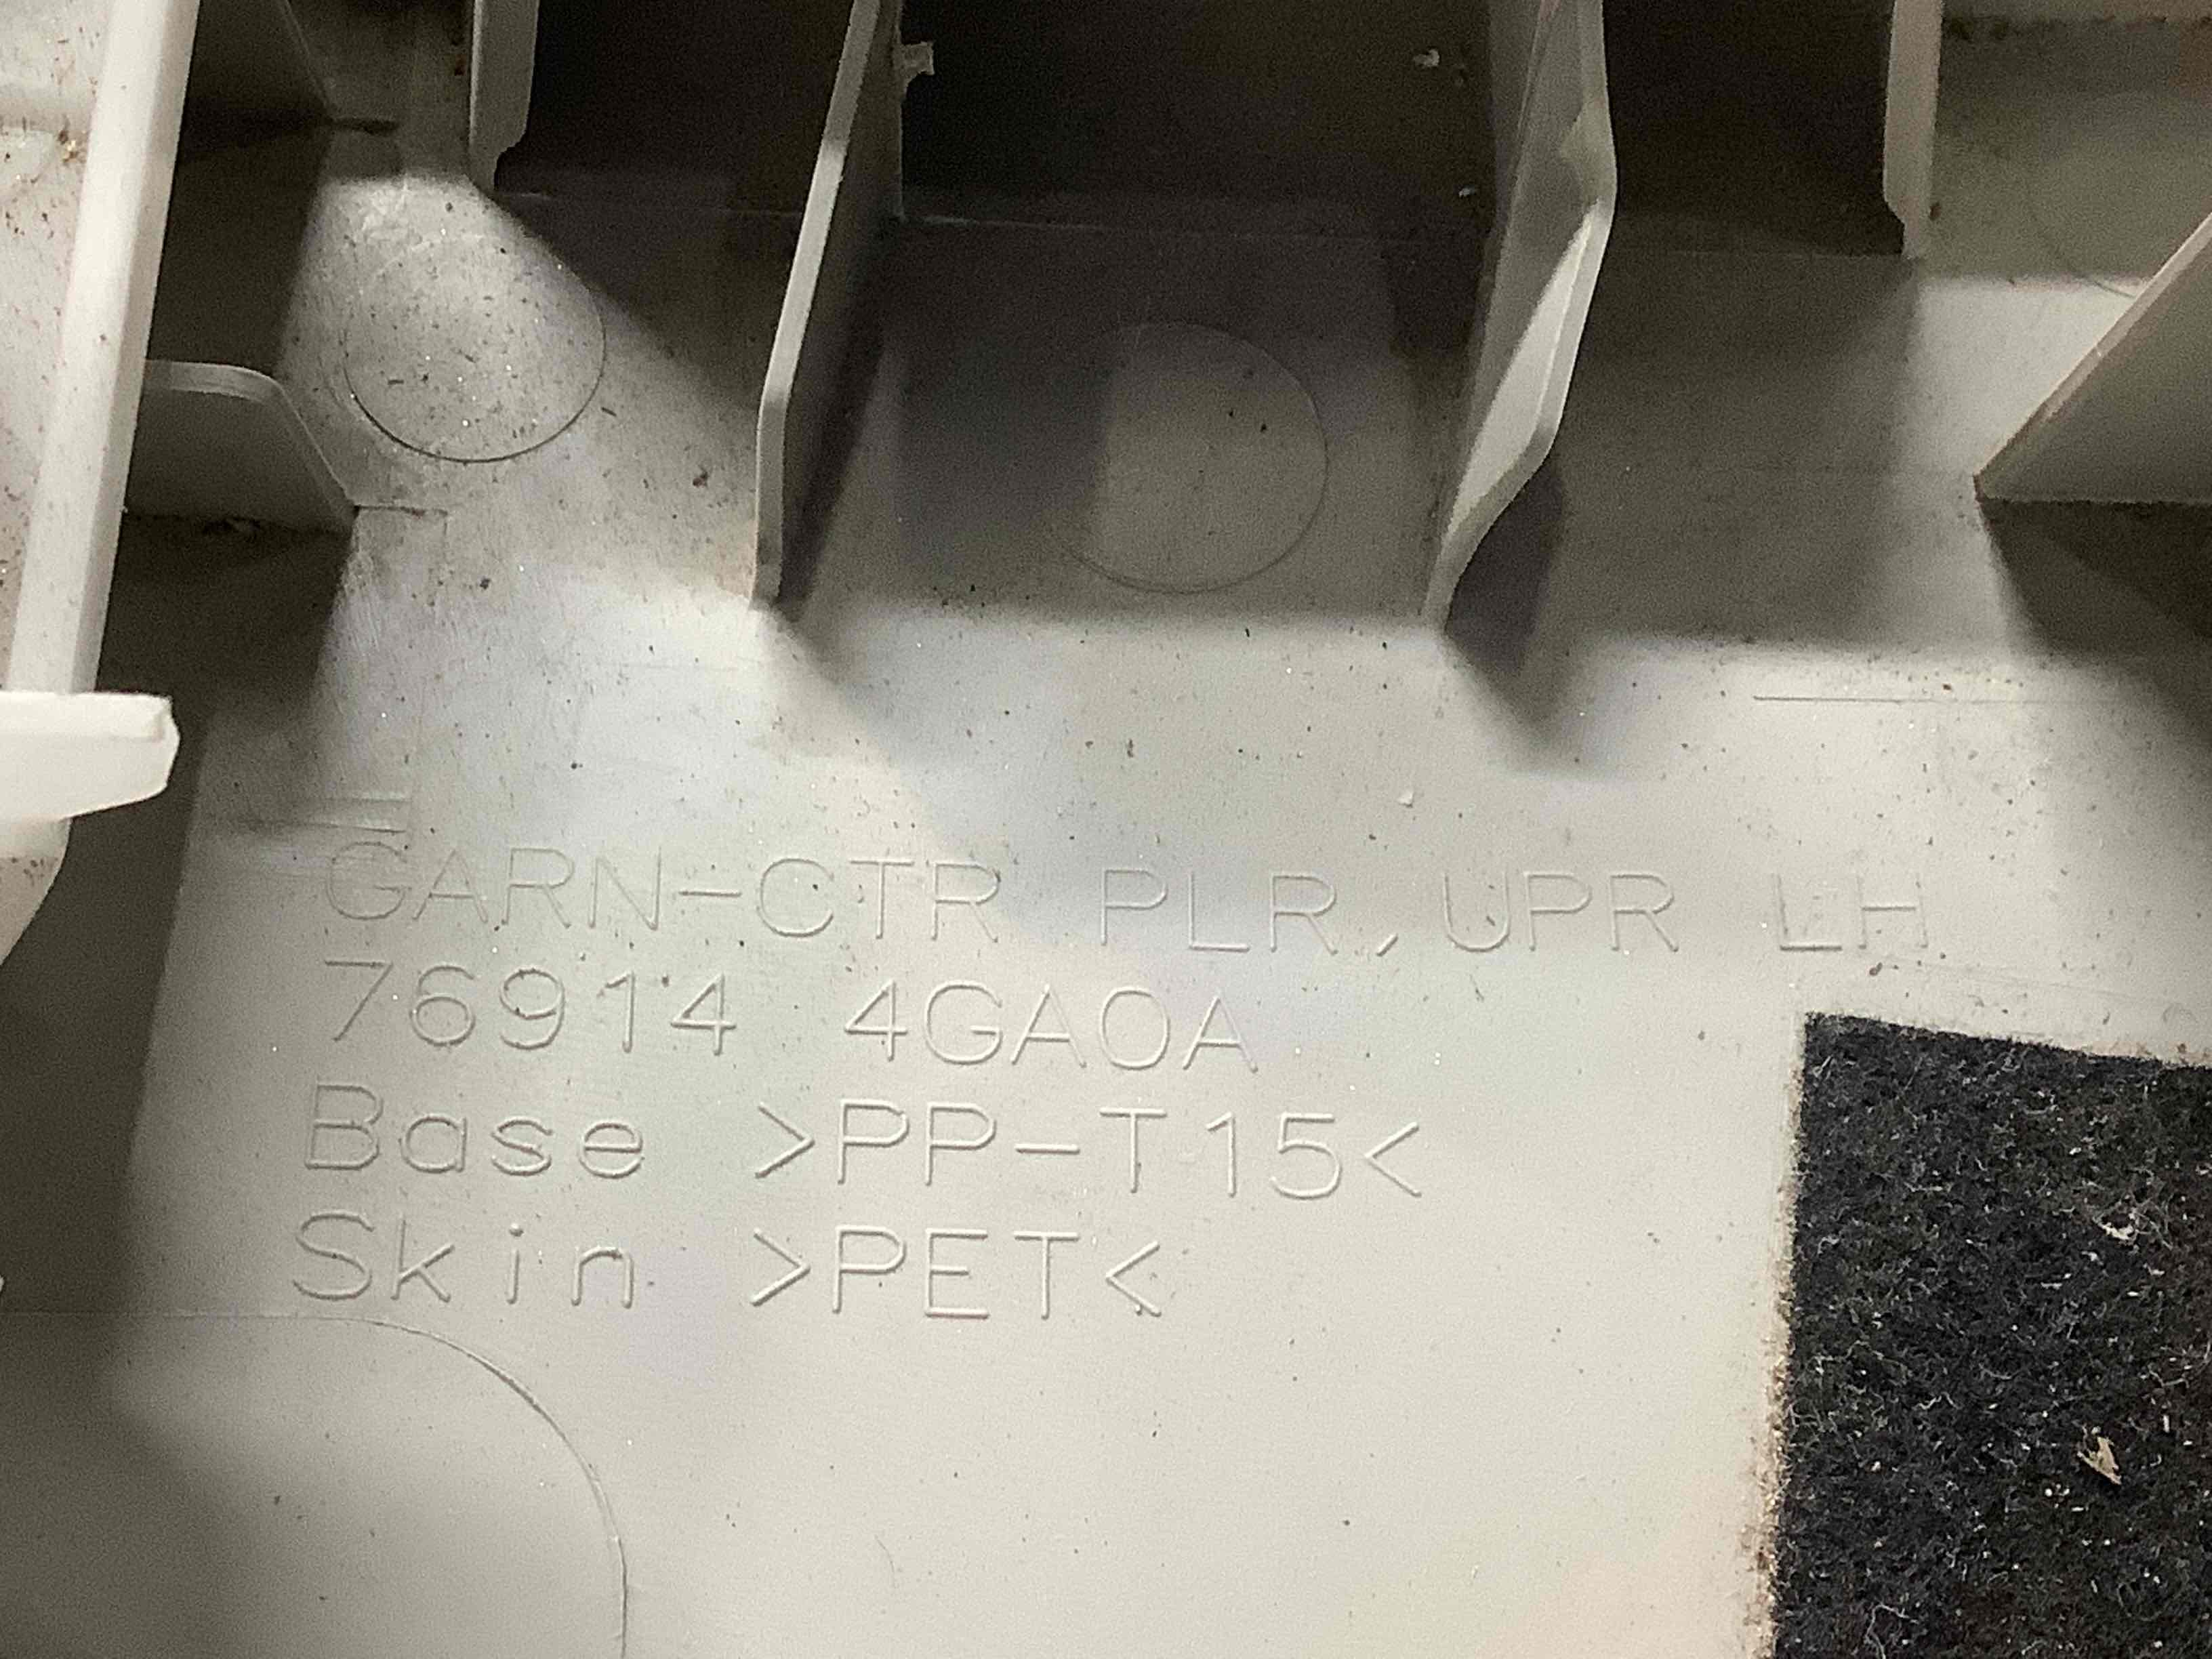 GARN-CTR PLR, UPR LH
76914 4GA0A
Base >PP-T15<
Skin >PET<